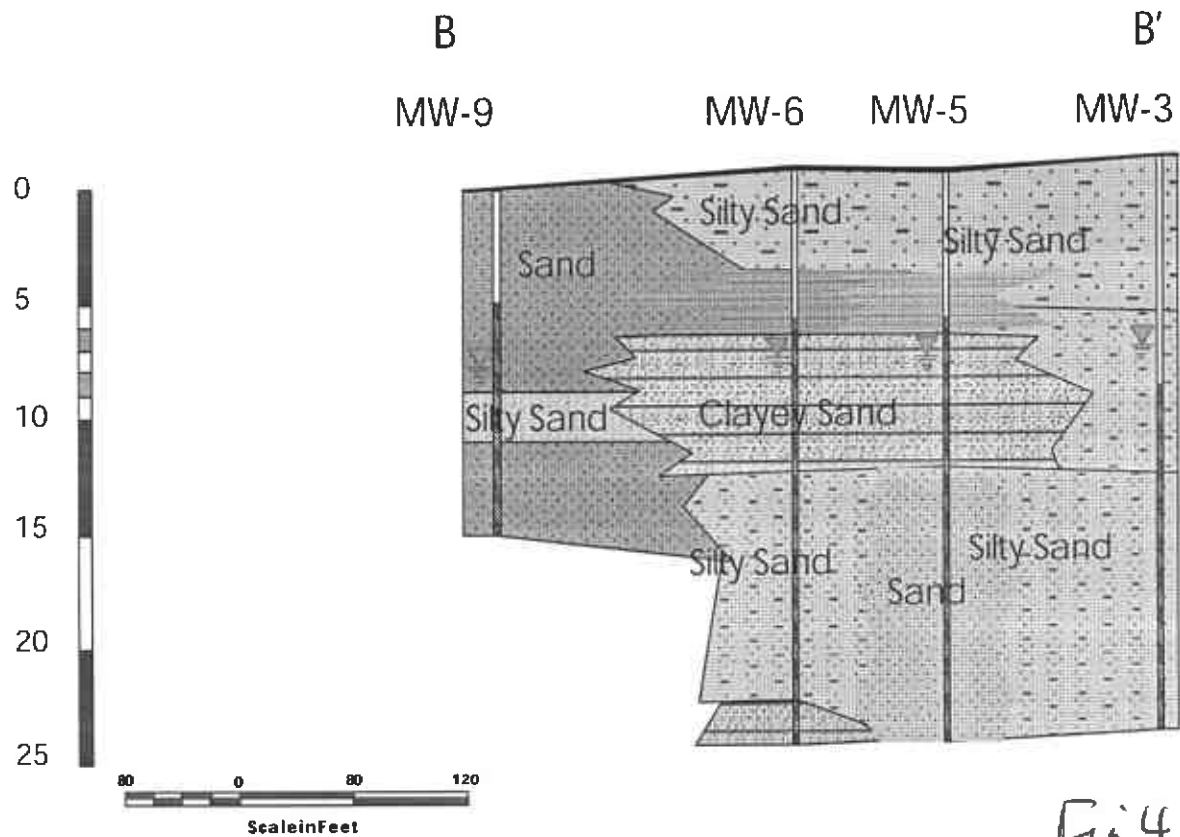 B B'
MW-9 MW-6 MW-5 MW-3
0
Silty Sand
Silty Sand
Sand
5
10
Silty Sand Clayey Sand
15
Silty Sand
Silty Sand
Sand
20
25
80 0 80 120
ScaleinFeet